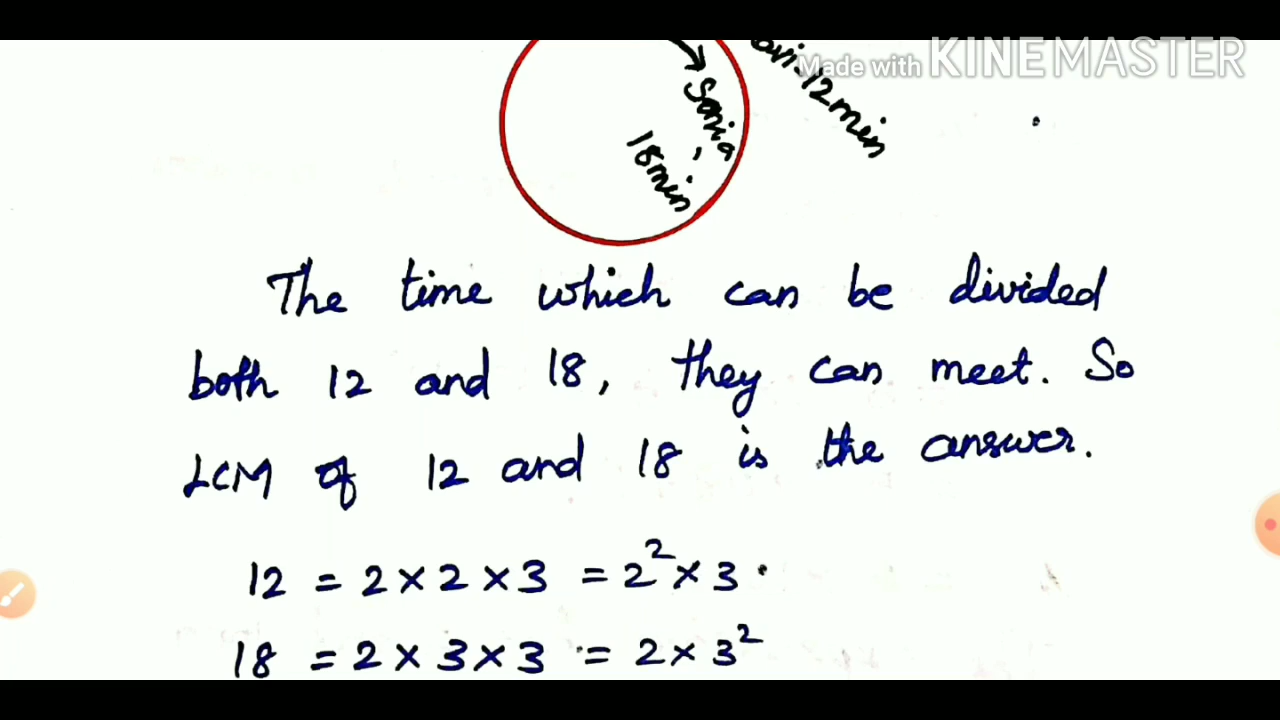 Made with KINEMASTER
Sonia,
18min
12min
The time which can be divided
both 12 and 18, they can meet. So
LCM of 12 and 18 is the answer.
12 = 2 × 2 × 3 = 2² × 3
18 = 2 × 3 × 3 = 2 × 3²